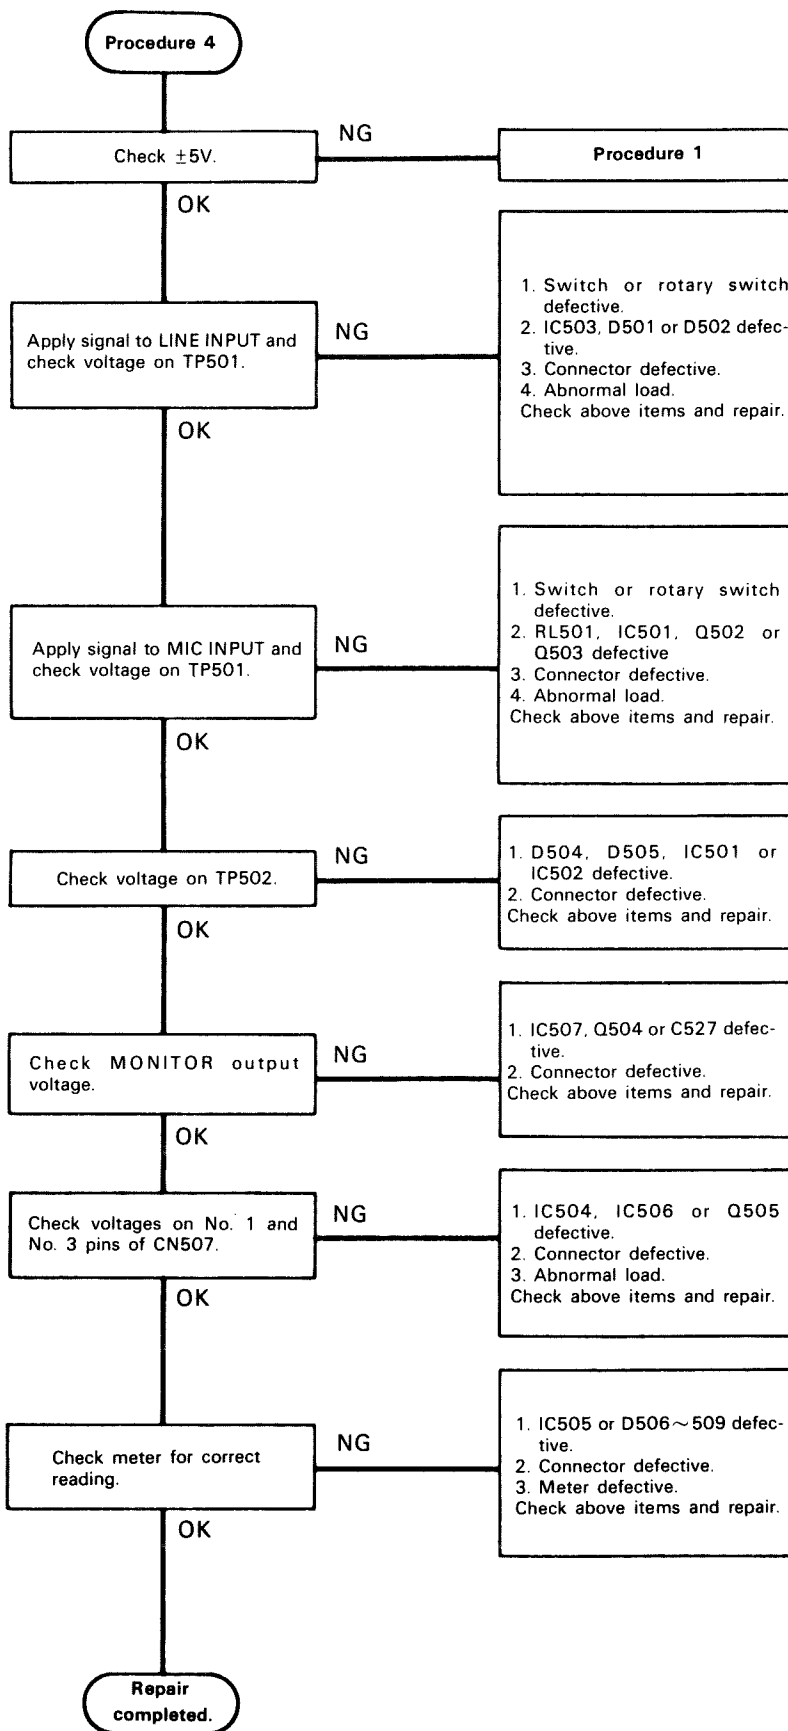 Procedure 4
Check ±5V.
NG
Procedure 1
OK
Apply signal to LINE INPUT and
check voltage on TP501.
NG
1. Switch or rotary switch
defective.
2. IC503, D501 or D502 defec-
tive.
3. Connector defective.
4. Abnormal load.
Check above items and repair.
OK
Apply signal to MIC INPUT and
check voltage on TP501.
NG
1. Switch or rotary switch
defective.
2. RL501, IC501, Q502 or
Q503 defective
3. Connector defective.
4. Abnormal load.
Check above items and repair.
OK
Check voltage on TP502.
NG
1. D504, D505, IC501 or
IC502 defective.
2. Connector defective.
Check above items and repair.
OK
Check MONITOR output
voltage.
NG
1. IC507, Q504 or C527 defec-
tive.
2. Connector defective.
Check above items and repair.
OK
Check voltages on No. 1 and
No. 3 pins of CN507.
NG
1. IC504, IC506 or Q505
defective.
2. Connector defective.
3. Abnormal load.
Check above items and repair.
OK
Check meter for correct
reading.
NG
1. IC505 or D506~509 defec-
tive.
2. Connector defective.
3. Meter defective.
Check above items and repair.
OK
Repair
completed.